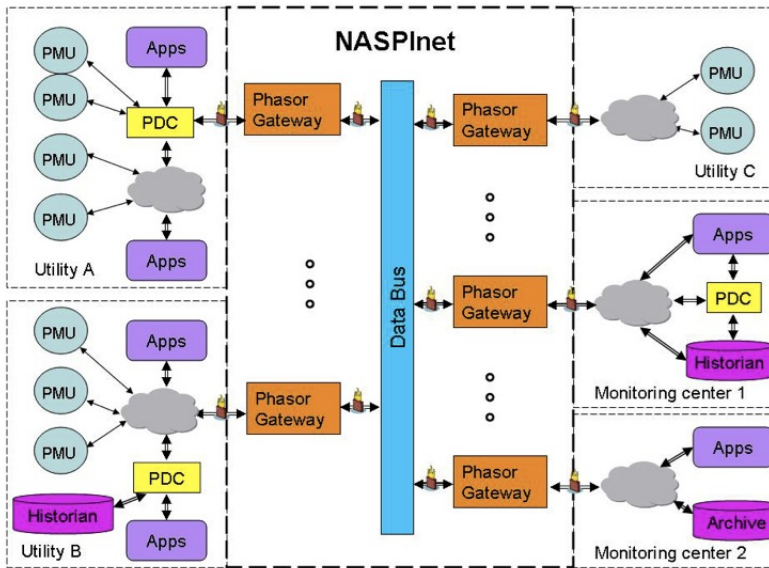 NASPInet
PMU
Apps
PMU
PDC
PMU
PMU
Apps
Utility A
Phasor
Gateway
Phasor
Gateway
PMU
PMU
Utility C
Data Bus
Phasor
Gateway
Apps
PDC
Historian
Monitoring center 1
PMU
Apps
PMU
PMU
PDC
Historian
Apps
Utility B
Phasor
Gateway
Phasor
Gateway
Apps
Archive
Monitoring center 2